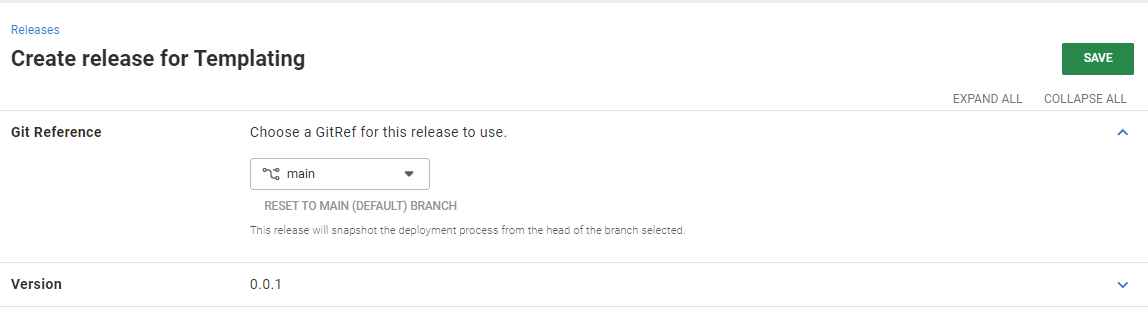 Releases
Create release for Templating
SAVE
EXPAND ALL COLLAPSE ALL
Git Reference Choose a GitRef for this release to use.
main
RESET TO MAIN (DEFAULT) BRANCH
This release will snapshot the deployment process from the head of the branch selected.
Version 0.0.1